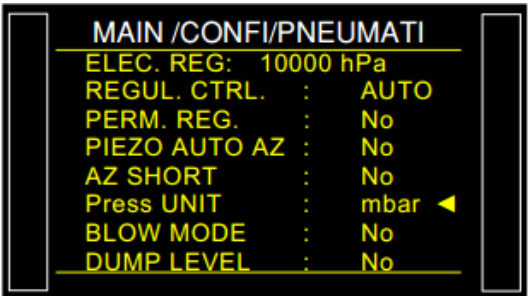 MAIN /CONFI/PNEUMATI
ELEC. REG: 10000 hPa
REGUL. CTRL. : AUTO
PERM. REG. : No
PIEZO AUTO AZ : No
AZ SHORT : No
Press UNIT : mbar ◄
BLOW MODE : No
DUMP LEVEL : No